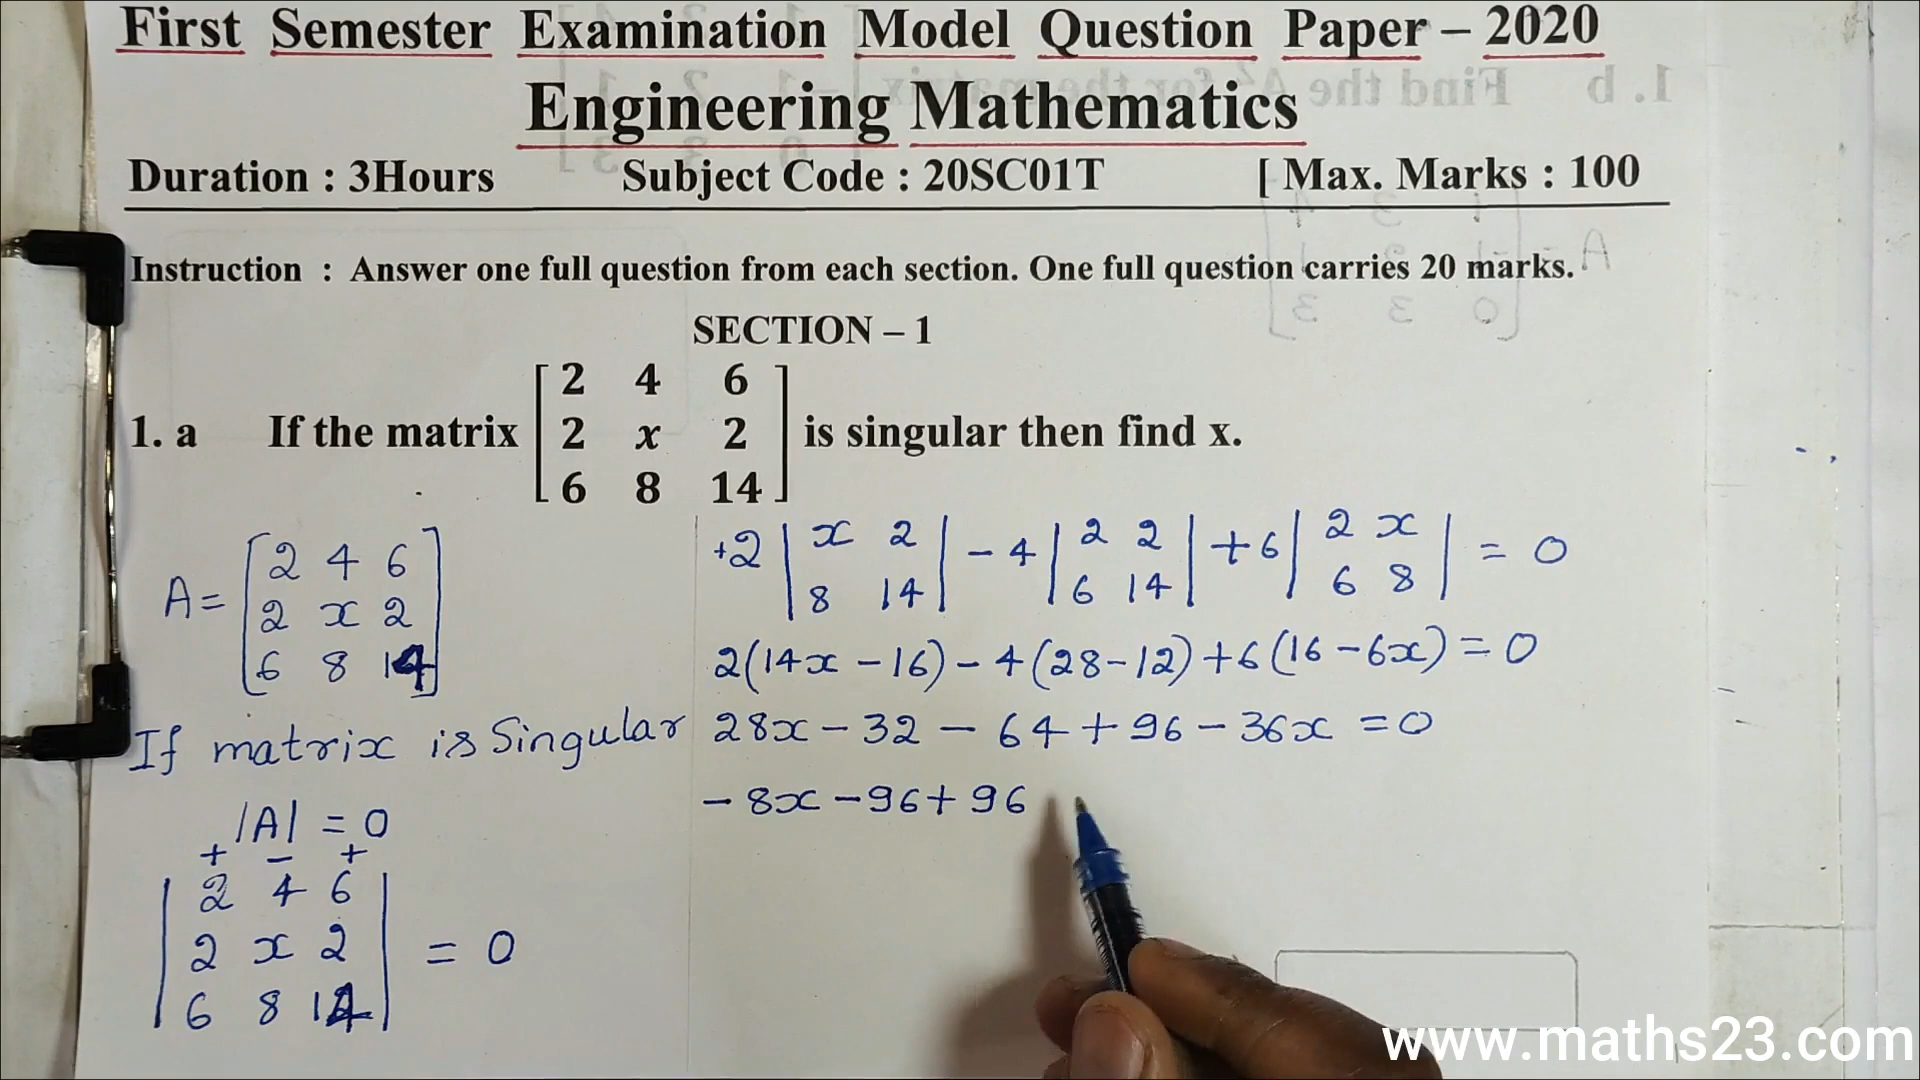 First Semester Examination Model Question Paper – 2020
Engineering Mathematics
Duration : 3Hours Subject Code : 20SC01T [ Max. Marks : 100
Instruction : Answer one full question from each section. One full question carries 20 marks.
SECTION – 1
2 4 6
1. a If the matrix 2 x 2 is singular then find x.
6 8 14
A = [ 2 4 6
2 x 2
6 8 14 ]
If matrix is Singular
|A| = 0
+ − +
| 2 4 6
2 x 2 | = 0
6 8 14
+2 | x 2 | − 4 | 2 2 | + 6 | 2 x | = 0
8 14 6 14 6 8
2(14x − 16) − 4(28 − 12) + 6(16 − 6x) = 0
28x − 32 − 64 + 96 − 36x = 0
− 8x − 96 + 96
www.maths23.com